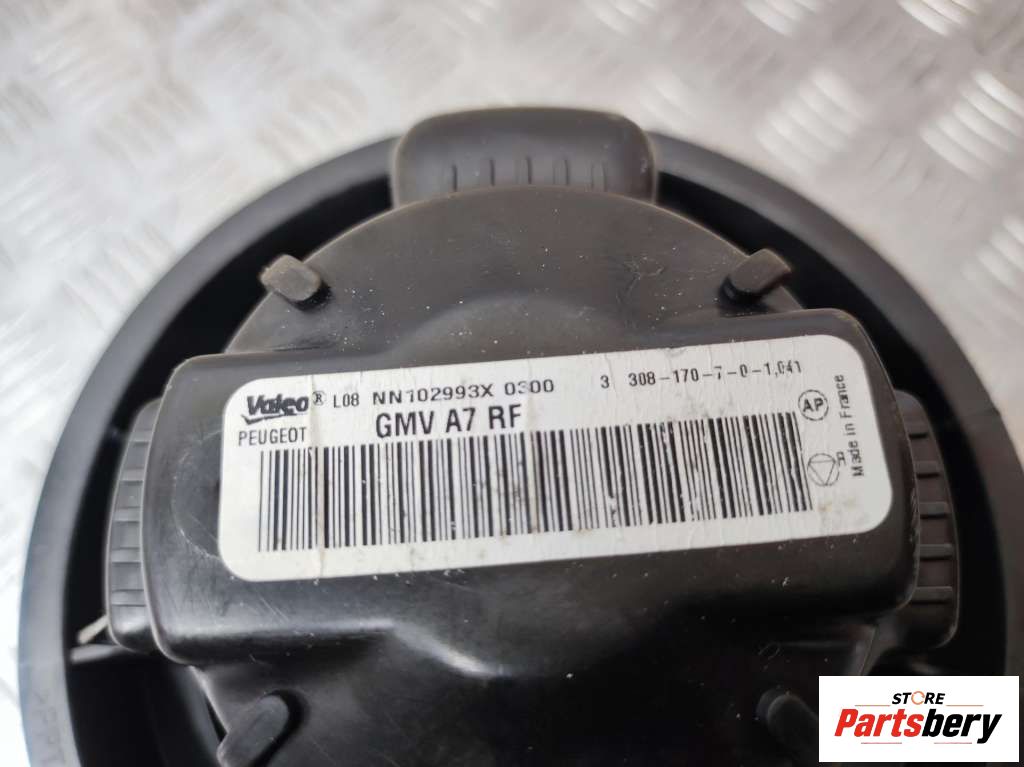 Valeo® L08 NN102993X 0300 3 308-170-7-0-1,041
PEUGEOT GMV A7 RF
AP
R
Made in France
STORE
Partsbery